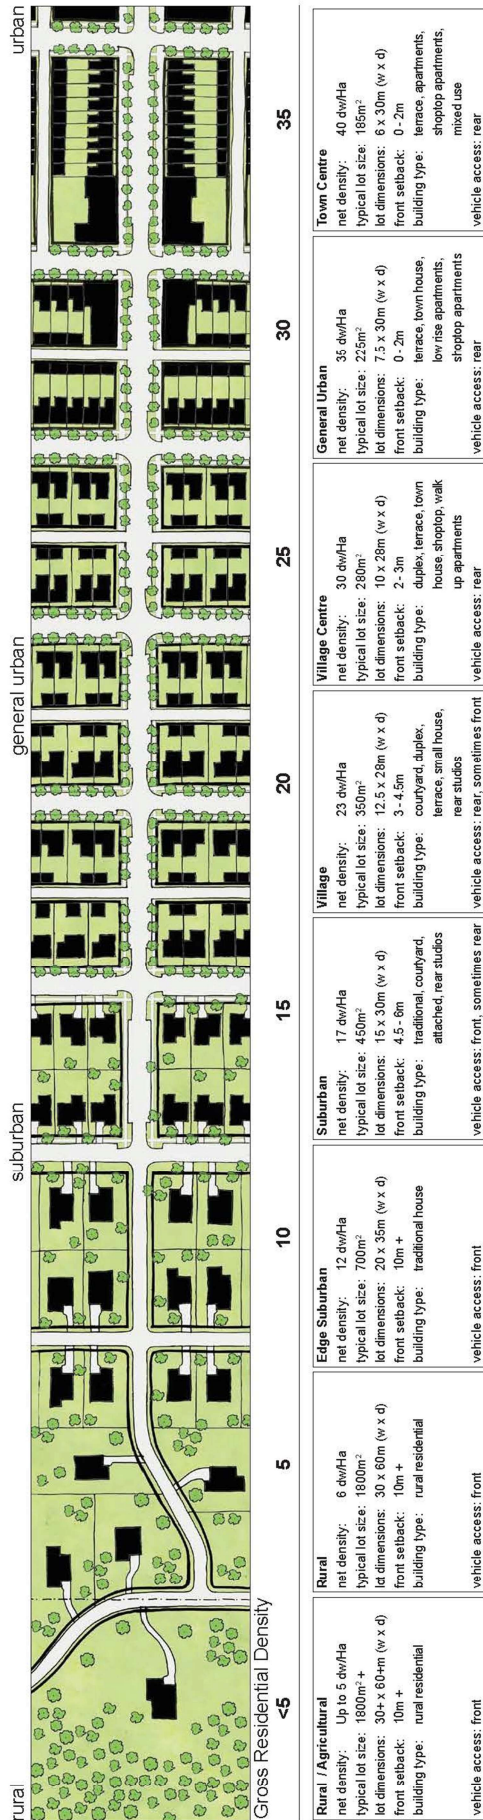 rural
suburban
general urban
urban
Gross Residential Density
<5
5
10
15
20
25
30
35
Rural / Agricultural
net density: Up to 5 dw/Ha
typical lot size: 1800m² +
lot dimensions: 30+ x 60+m (w x d)
front setback: 10m +
building type: rural residential
vehicle access: front
Rural
net density: 6 dw/Ha
typical lot size: 1800m²
lot dimensions: 30 x 60m (w x d)
front setback: 10m +
building type: rural residential
vehicle access: front
Edge Suburban
net density: 12 dw/Ha
typical lot size: 700m²
lot dimensions: 20 x 35m (w x d)
front setback: 10m +
building type: traditional house
vehicle access: front
Suburban
net density: 17 dw/Ha
typical lot size: 450m²
lot dimensions: 15 x 30m (w x d)
front setback: 4.5 - 6m
building type: traditional, courtyard,
attached, rear studios
vehicle access: front, sometimes rear
Village
net density: 23 dw/Ha
typical lot size: 350m²
lot dimensions: 12.5 x 28m (w x d)
front setback: 3 - 4.5m
building type: courtyard, duplex,
terrace, small house,
rear studios
vehicle access: rear, sometimes front
Village Centre
net density: 30 dw/Ha
typical lot size: 280m²
lot dimensions: 10 x 28m (w x d)
front setback: 2 - 3m
building type: duplex, terrace, town
house, shoptop, walk
up apartments
vehicle access: rear
General Urban
net density: 35 dw/Ha
typical lot size: 225m²
lot dimensions: 7.5 x 30m (w x d)
front setback: 0 - 2m
building type: terrace, town house,
low rise apartments,
shoptop apartments
vehicle access: rear
Town Centre
net density: 40 dw/Ha
typical lot size: 185m²
lot dimensions: 6 x 30m (w x d)
front setback: 0 - 2m
building type: terrace, apartments,
shoptop apartments,
mixed use
vehicle access: rear